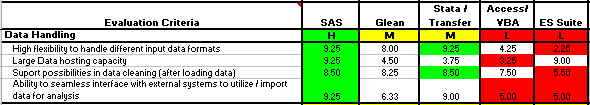 Evaluation Criteria SAS Glean Stata / Transfer Access/ VBA ES Suite
Data Handling H M M L L
High flexibility to handle different input data formats 9.25 8.00 9.25 4.25 2.25
Large Data hosting capacity 9.25 4.50 3.75 3.25 9.00
Suport possibilities in data cleaning (after loading data) 8.50 8.25 8.50 7.50 5.50
Ability to seamless interface with external systems to utilize / import
data for analysis 9.25 6.33 9.00 5.00 5.00